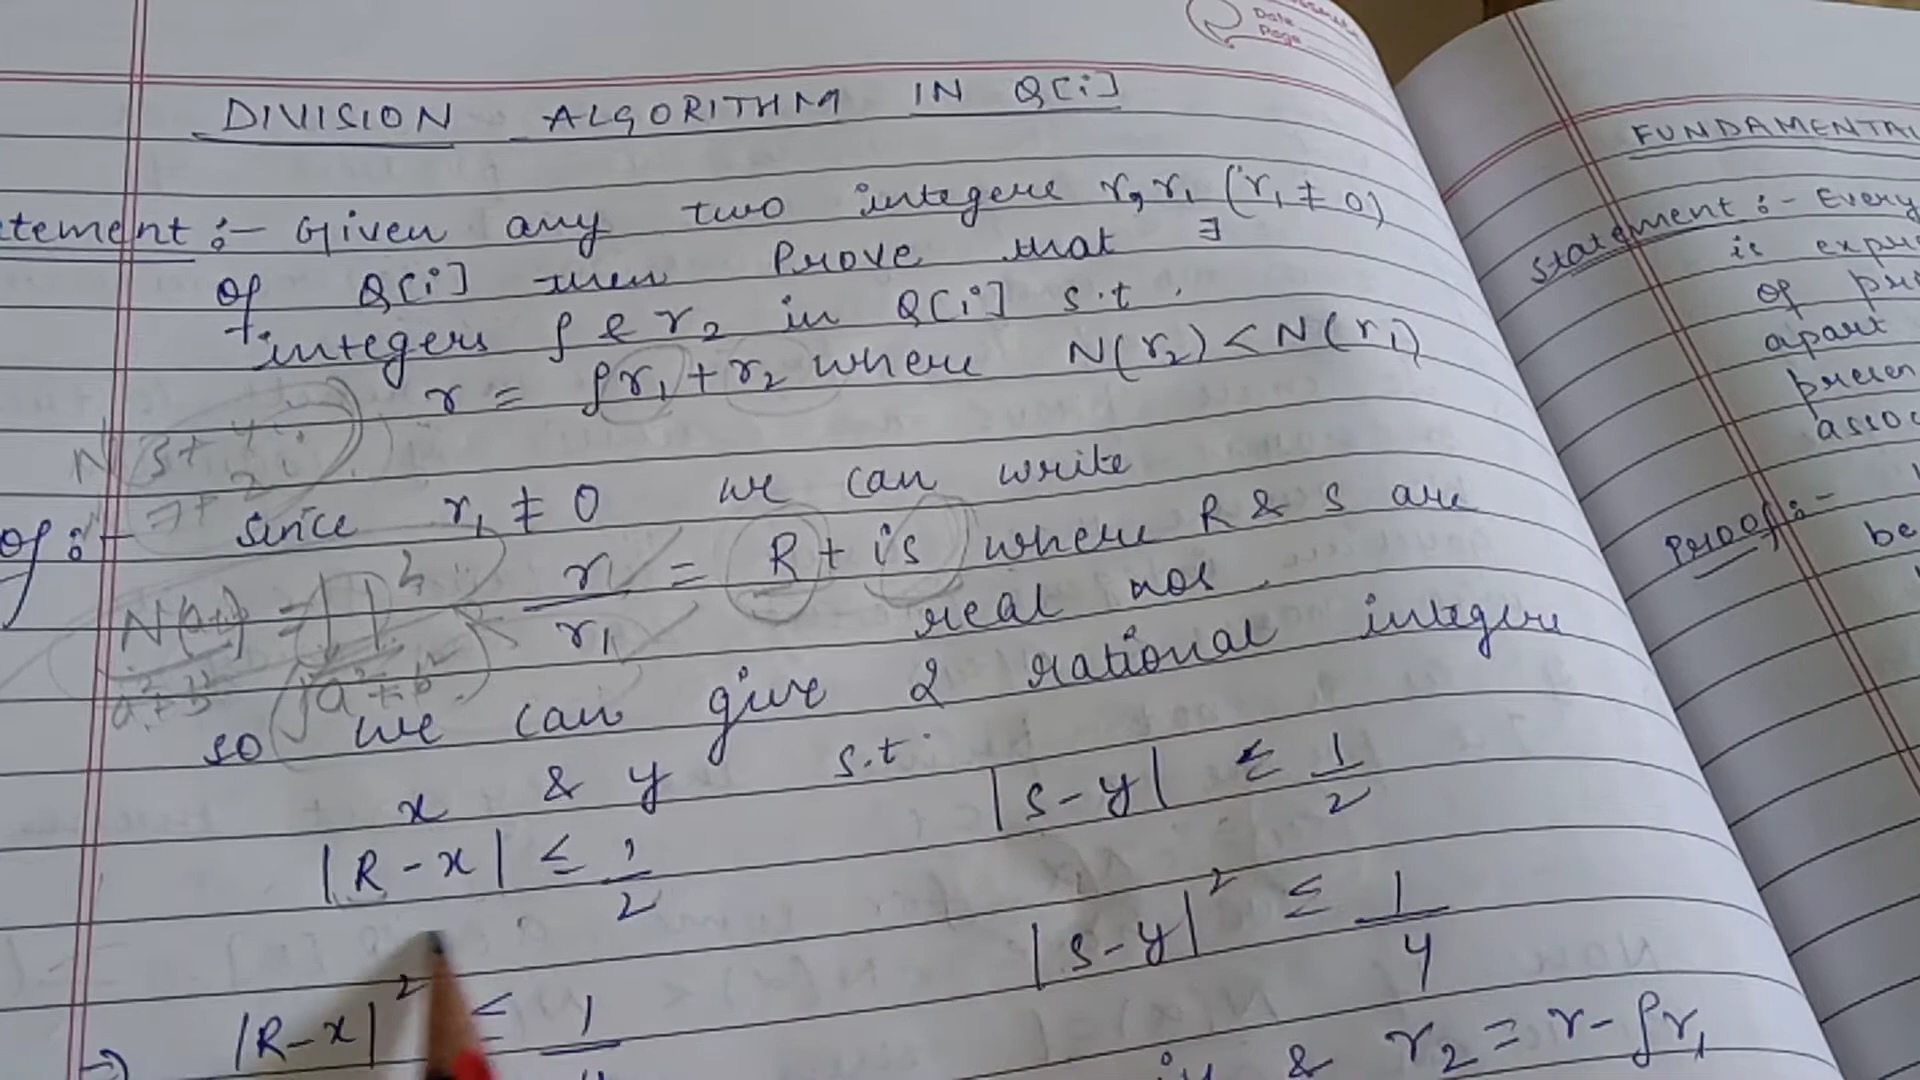 Date
Page
DIVISION ALGORITHM IN Q[i]
tement :- Given any two integers r, r₁ (r₁ ≠ 0)
of Q[i] then Prove that ∃
integers ρ & r₂ in Q[i] s.t.
r = ρr₁ + r₂ where N(r₂) < N(r₁)
of :- Since r₁ ≠ 0 we can write
r/r₁ = R + is where R & S are
real nos.
so we can give 2 rational integers
x & y s.t.
|R - x| ≤ 1/2 |s - y| ≤ 1/2
→ |R - x|² ≤ 1 |s - y|² ≤ 1/4
& r₂ = r - ρr₁
FUNDAMENTAL
Statement :- Every
is expr
of pri
apart
presen
assoc
Proof :-
be